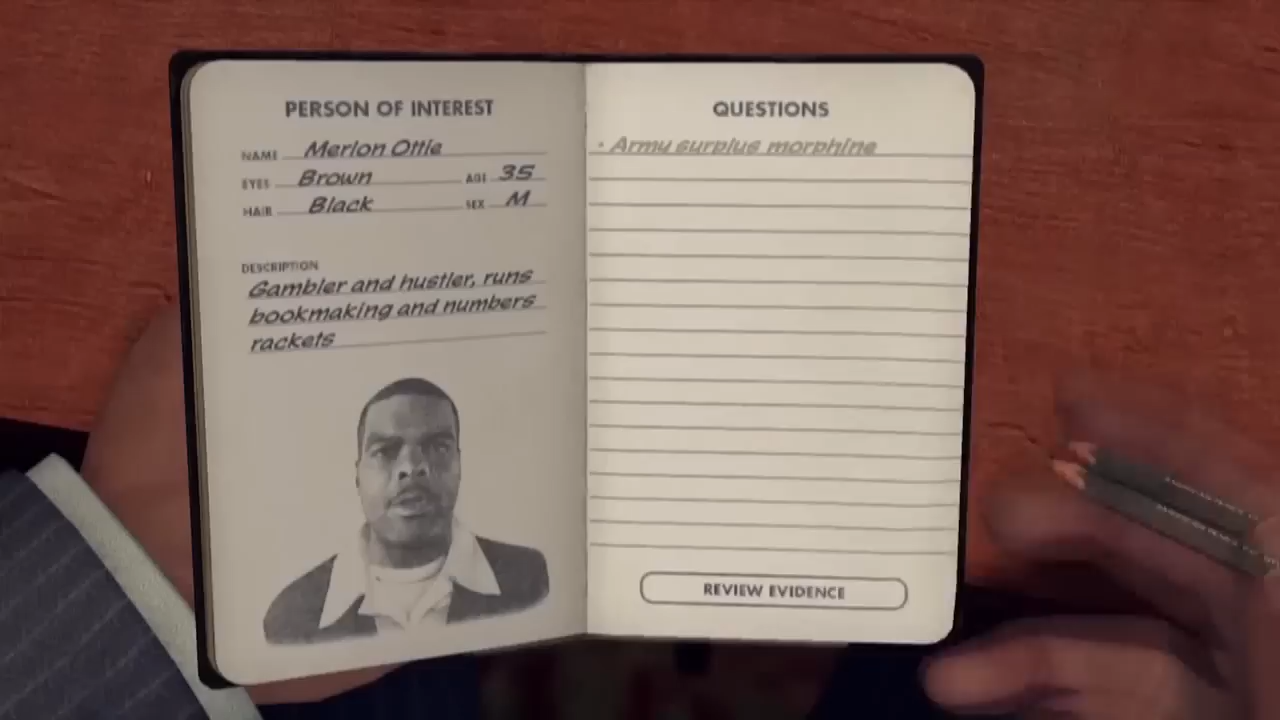 PERSON OF INTEREST
NAME Merlon Ottie
EYES Brown AGE 35
HAIR Black SEX M
DESCRIPTION
Gambler and hustler, runs
bookmaking and numbers
rackets
QUESTIONS
· Army surplus morphine
REVIEW EVIDENCE